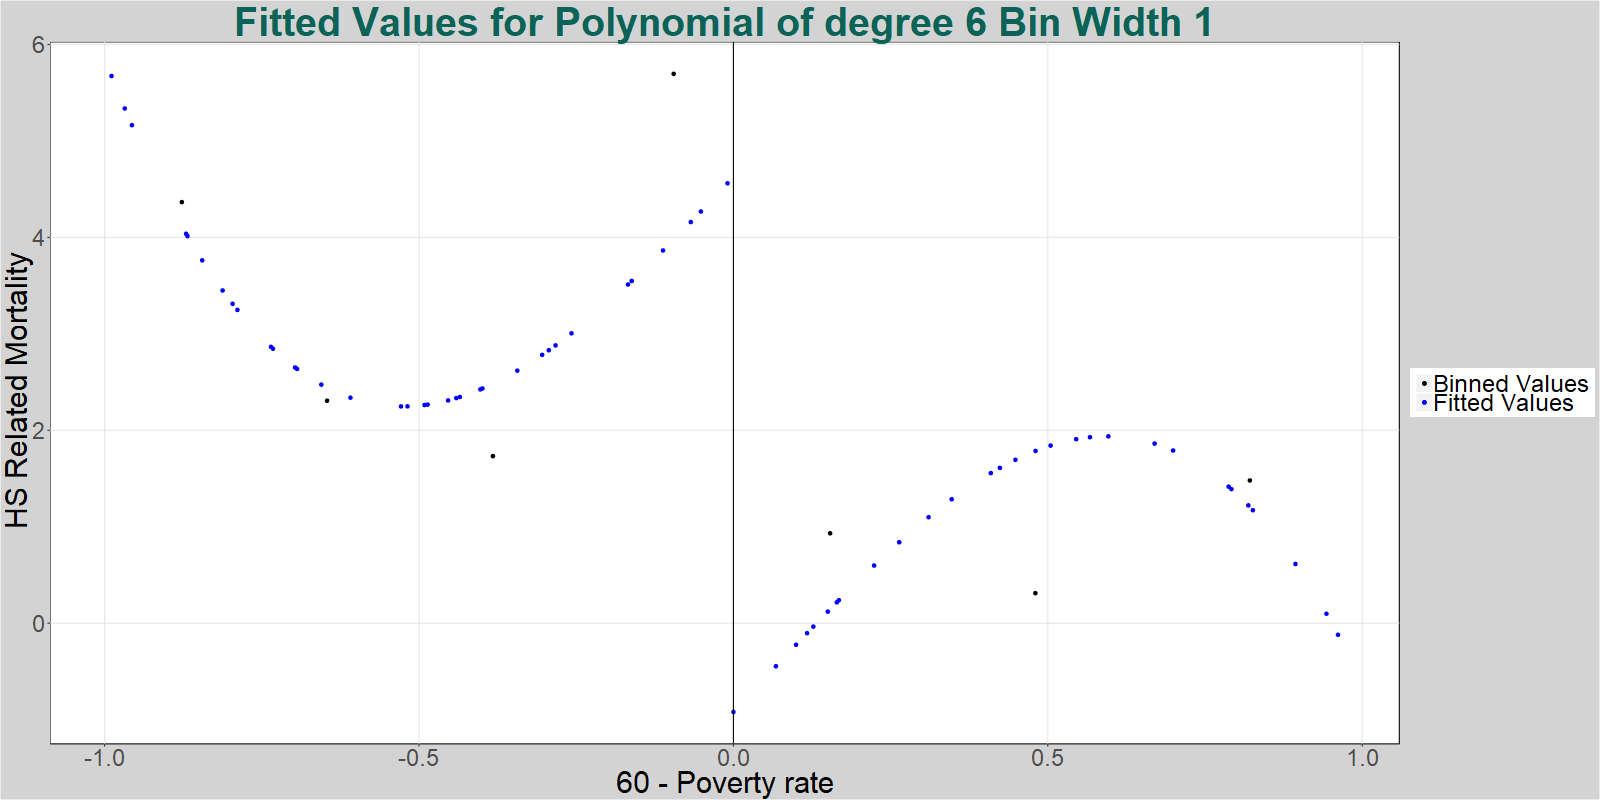 Fitted Values for Polynomial of degree 6 Bin Width 1
6
4
2
0
HS Related Mortality
-1.0 -0.5 0.0 0.5 1.0
60 - Poverty rate
Binned Values
Fitted Values